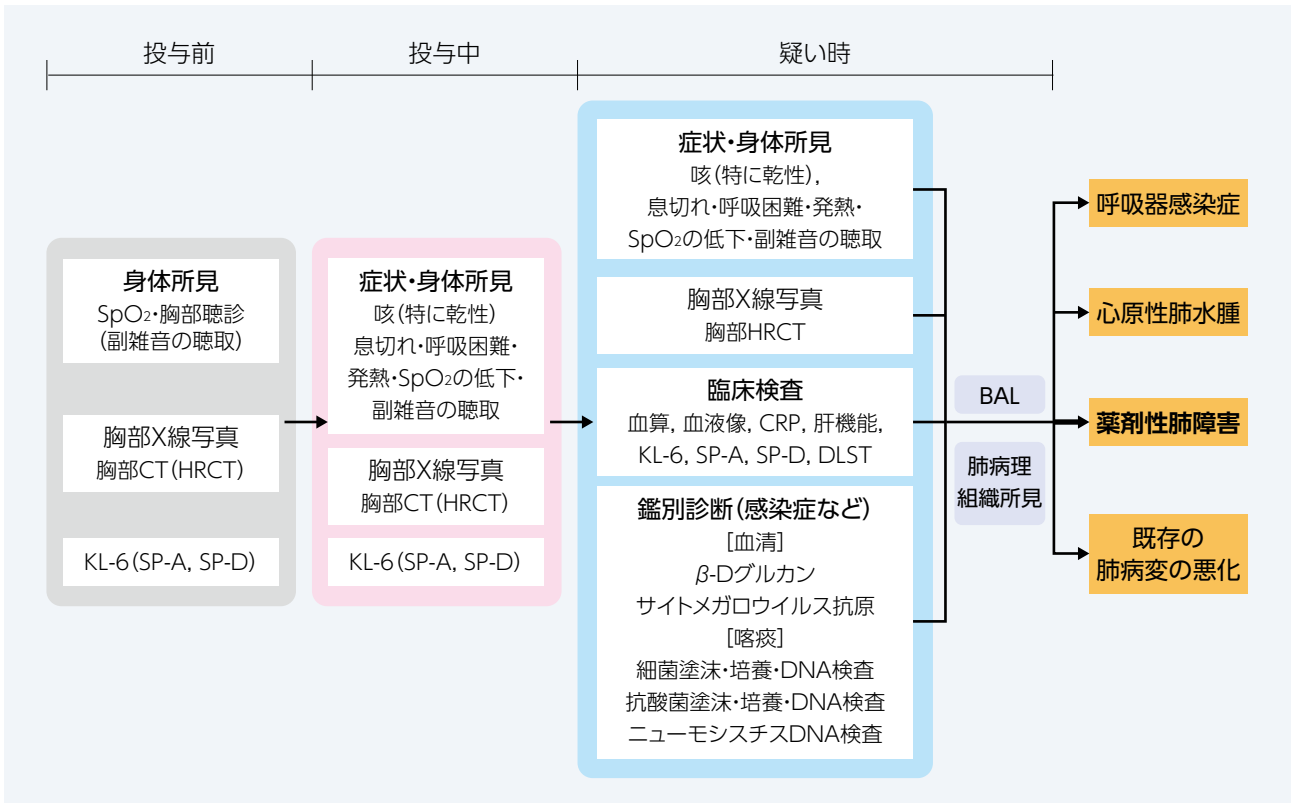 投与前
投与中
疑い時
身体所見
SpO₂・胸部聴診
(副雑音の聴取)
胸部X線写真
胸部CT(HRCT)
KL-6(SP-A, SP-D)
症状・身体所見
咳(特に乾性)
息切れ・呼吸困難・
発熱・SpO₂の低下・
副雑音の聴取
胸部X線写真
胸部CT(HRCT)
KL-6(SP-A, SP-D)
症状・身体所見
咳(特に乾性),
息切れ・呼吸困難・発熱・
SpO₂の低下・副雑音の聴取
胸部X線写真
胸部HRCT
臨床検査
血算, 血液像, CRP, 肝機能,
KL-6, SP-A, SP-D, DLST
鑑別診断(感染症など)
[血清]
β-Dグルカン
サイトメガロウイルス抗原
[喀痰]
細菌塗沫・培養・DNA検査
抗酸菌塗沫・培養・DNA検査
ニューモシスチスDNA検査
BAL
肺病理
組織所見
呼吸器感染症
心原性肺水腫
薬剤性肺障害
既存の
肺病変の悪化